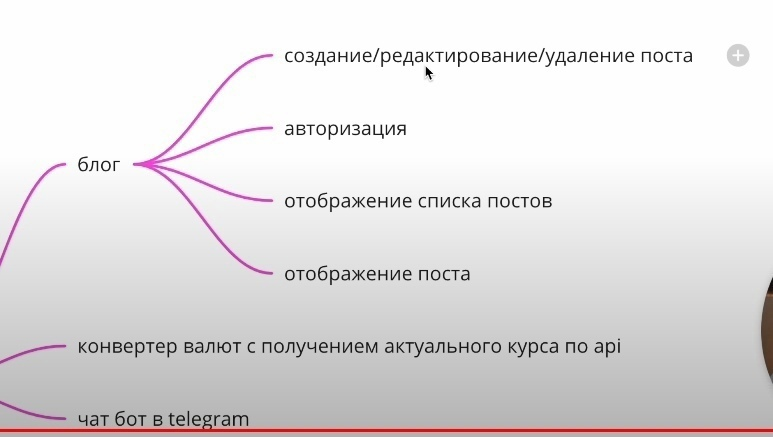 создание/редактирование/удаление поста
авторизация
блог
отображение списка постов
отображение поста
конвертер валют с получением актуального курса по api
чат бот в telegram